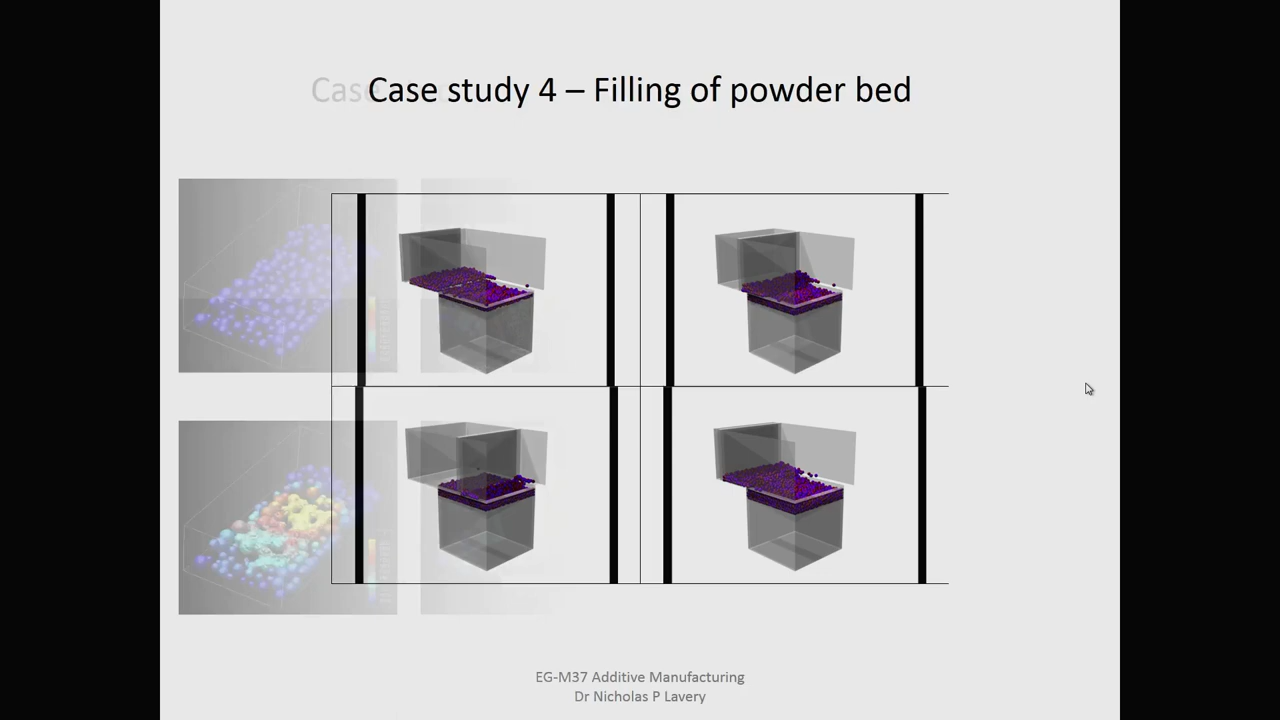 Case study 4 – Filling of powder bed
EG-M37 Additive Manufacturing
Dr Nicholas P Lavery